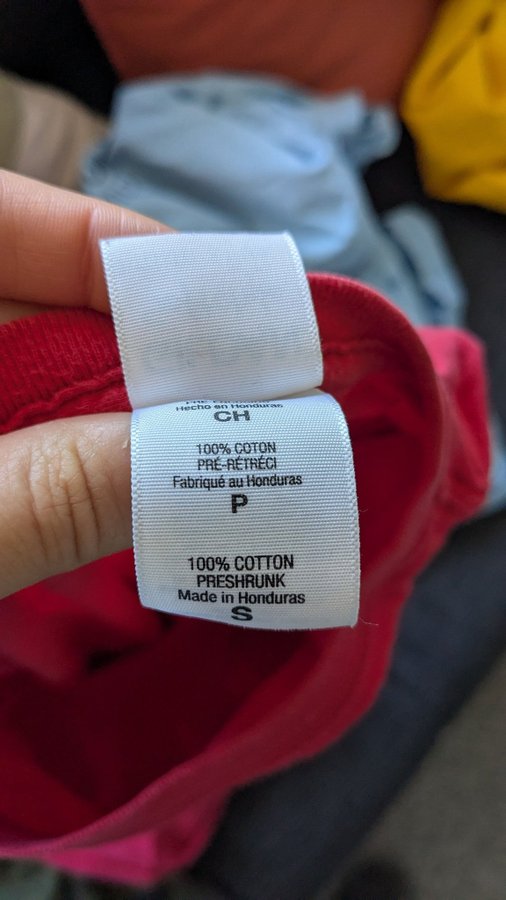 Hecho en Honduras
CH
100% COTON
PRÉ-RÉTRÉCI
Fabriqué au Honduras
P
100% COTTON
PRESHRUNK
Made in Honduras
S